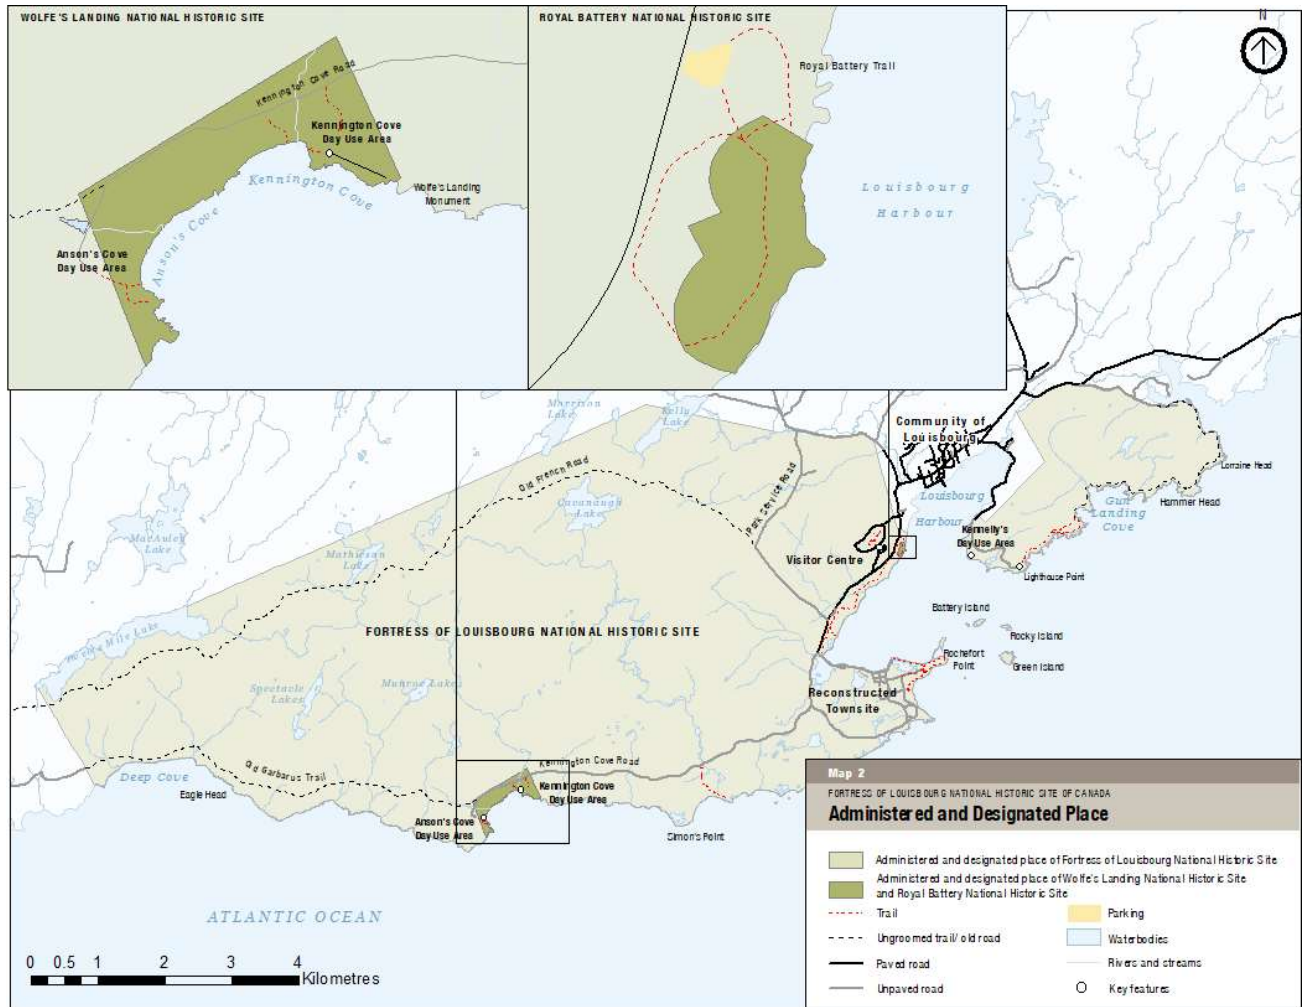 WOLFE'S LANDING NATIONAL HISTORIC SITE
Kennington Cove Road
Kennington Cove
Day Use Area
Kennington Cove
Wolfe's Landing
Monument
Anson's Cove
Anson's Cove
Day Use Area
ROYAL BATTERY NATIONAL HISTORIC SITE
Royal Battery Trail
Louisbourg
Harbour
N
Morrison
Lake
Kelly
Lake
Community of
Louisbourg
Old French Road
Park Service Road
Cavanaugh
Lake
Louisbourg
Harbour
Lorraine Head
Hammer Head
Gun
Landing
Cove
Kennelly's
Day Use Area
MacAuley
Lake
Mathieson
Lake
Visitor Centre
Lighthouse Point
Battery Island
Rocky Island
Green Island
Rochefort
Point
FORTRESS OF LOUISBOURG NATIONAL HISTORIC SITE
Mile Lake
Spectacle
Lakes
Munroe Lake
Reconstructed
Townsite
Deep Cove
Old Garbarus Trail
Eagle Head
Kennington Cove Road
Kennington Cove
Day Use Area
Anson's Cove
Day Use Area
Simon's Point
ATLANTIC OCEAN
0 0.5 1 2 3 4
Kilometres
Map 2
FORTRESS OF LOUISBOURG NATIONAL HISTORIC SITE OF CANADA
Administered and Designated Place
Administered and designated place of Fortress of Louisbourg National Historic Site
Administered and designated place of Wolfe's Landing National Historic Site
and Royal Battery National Historic Site
Trail
Parking
Ungroomed trail/ old road
Waterbodies
Paved road
Rivers and streams
Unpaved road
Key features